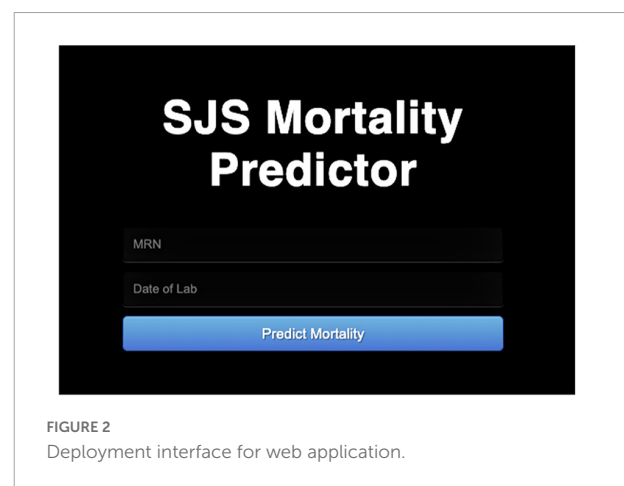 SJS Mortality
Predictor
MRN
Date of Lab
Predict Mortality
FIGURE 2
Deployment interface for web application.